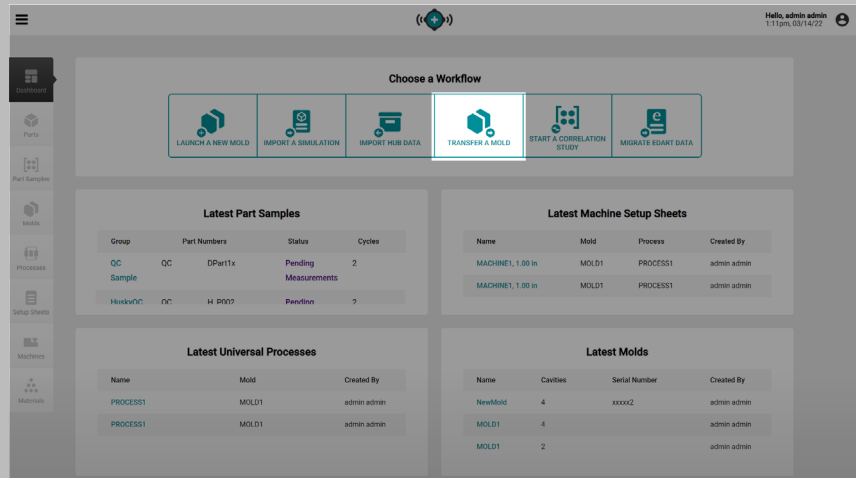 Hello, admin admin
1:11pm, 03/14/22
Dashboard
Parts
Part Samples
Molds
Processes
Setup Sheets
Machines
Materials
Choose a Workflow
LAUNCH A NEW MOLD
IMPORT A SIMULATION
IMPORT HUB DATA
TRANSFER A MOLD
START A CORRELATION
STUDY
MIGRATE EDART DATA
Latest Part Samples
Group Part Numbers Status Cycles
QC QC DPart1x Pending 2
Sample Measurements
HuskyQC QC H_P002 Pending 2
Latest Machine Setup Sheets
Name Mold Process Created By
MACHINE1, 1.00 in MOLD1 PROCESS1 admin admin
MACHINE1, 1.00 in MOLD1 PROCESS1 admin admin
Latest Universal Processes
Name Mold Created By
PROCESS1 MOLD1 admin admin
PROCESS1 MOLD1 admin admin
Latest Molds
Name Cavities Serial Number Created By
NewMold 4 xxxxx2 admin admin
MOLD1 4 admin admin
MOLD1 2 admin admin